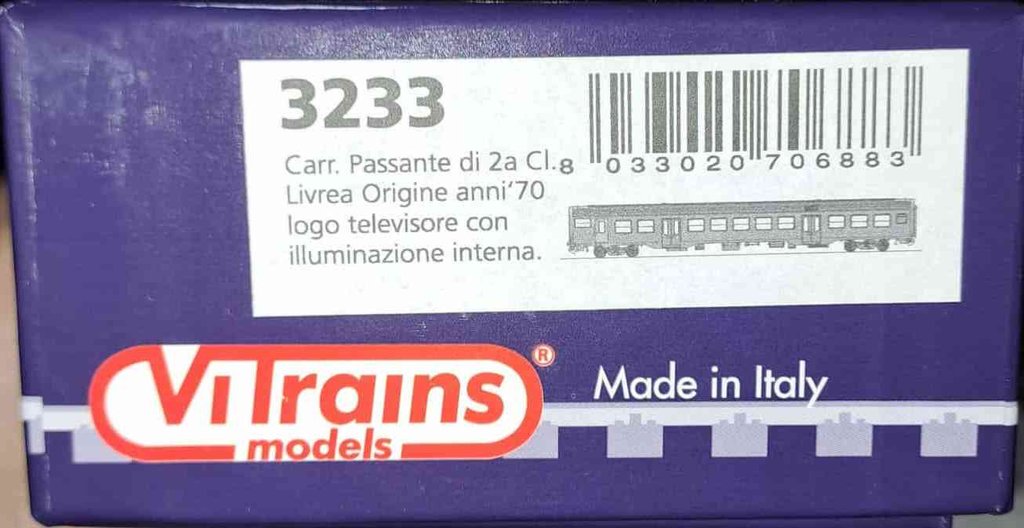 3233
Carr. Passante di 2a Cl.
Livrea Origine anni'70
logo televisore con
illuminazione interna.
8 033020 706883
ViTrains®
models
Made in Italy